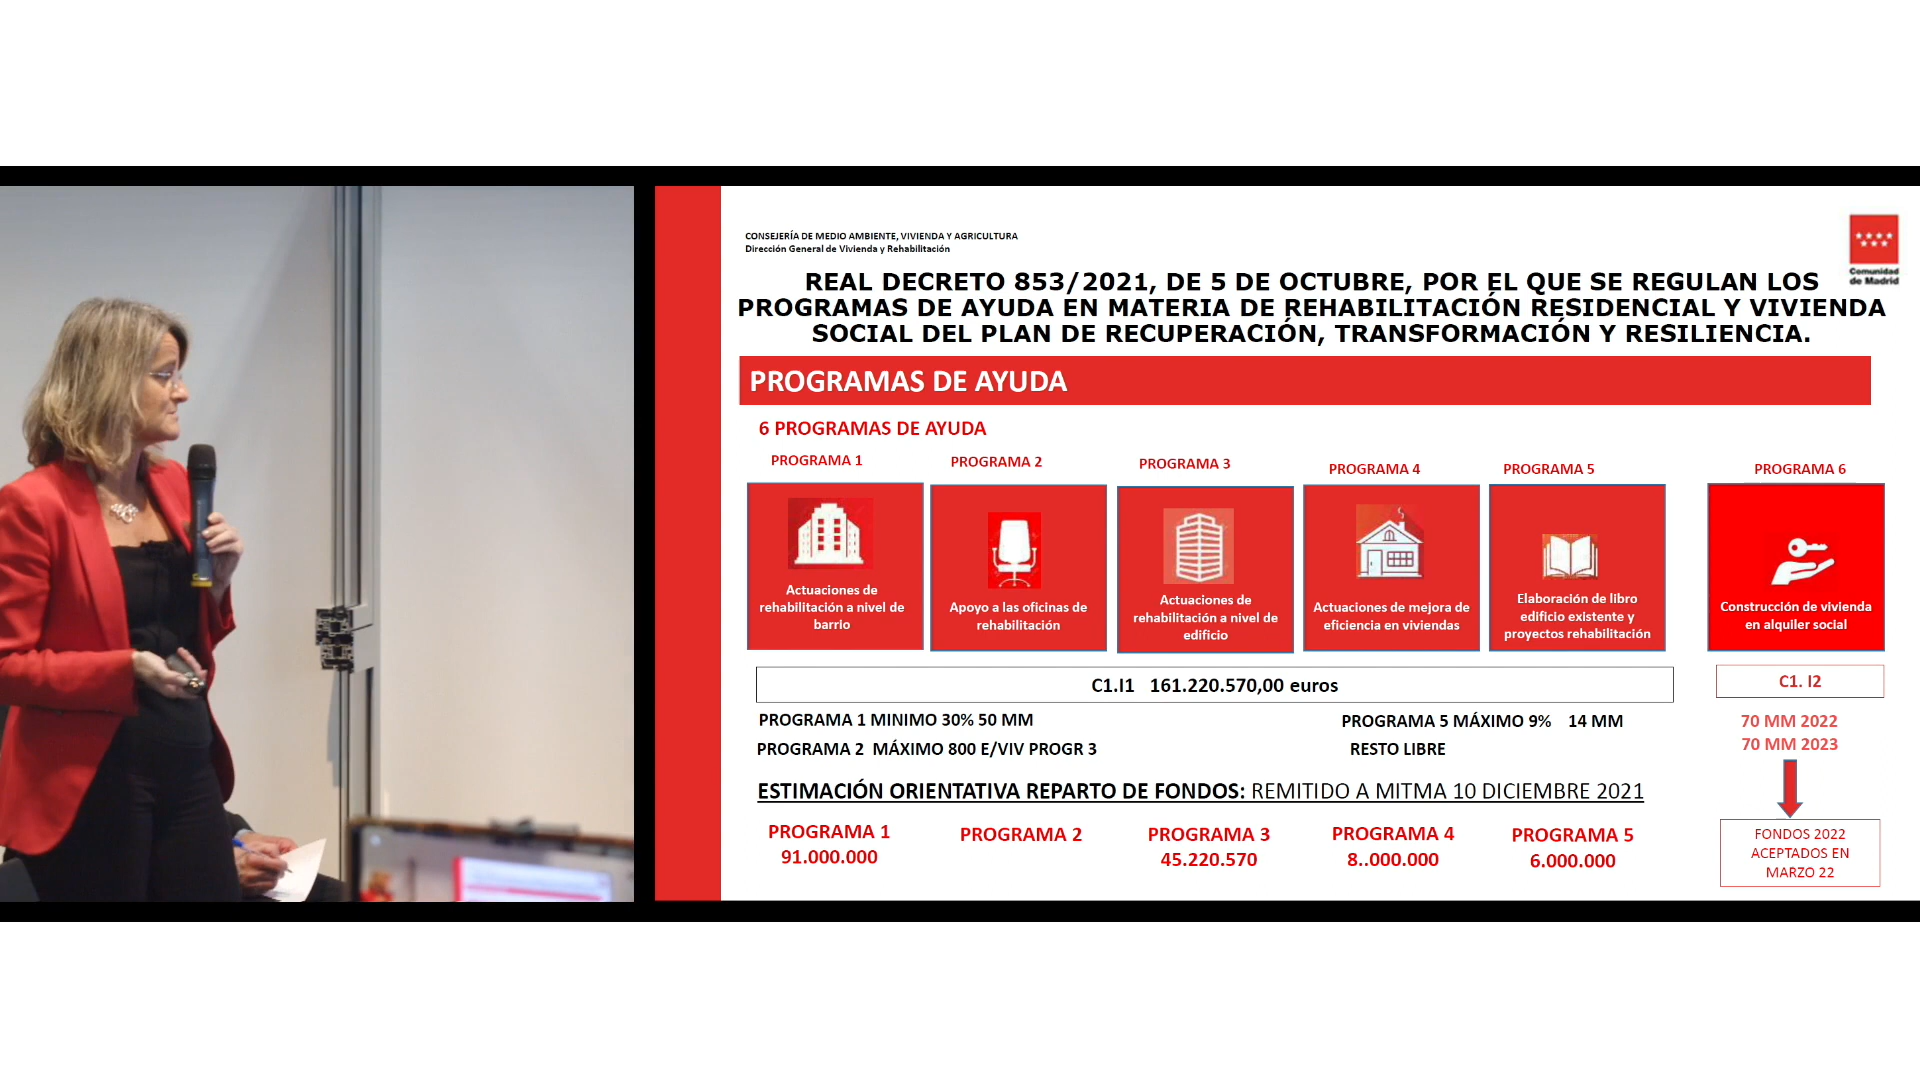 CONSEJERÍA DE MEDIO AMBIENTE, VIVIENDA Y AGRICULTURA
Dirección General de Vivienda y Rehabilitación
Comunidad
de Madrid
REAL DECRETO 853/2021, DE 5 DE OCTUBRE, POR EL QUE SE REGULAN LOS
PROGRAMAS DE AYUDA EN MATERIA DE REHABILITACIÓN RESIDENCIAL Y VIVIENDA
SOCIAL DEL PLAN DE RECUPERACIÓN, TRANSFORMACIÓN Y RESILIENCIA.
PROGRAMAS DE AYUDA
6 PROGRAMAS DE AYUDA
PROGRAMA 1
Actuaciones de
rehabilitación a nivel de
barrio
PROGRAMA 2
Apoyo a las oficinas de
rehabilitación
PROGRAMA 3
Actuaciones de
rehabilitación a nivel de
edificio
PROGRAMA 4
Actuaciones de mejora de
eficiencia en viviendas
PROGRAMA 5
Elaboración de libro
edificio existente y
proyectos rehabilitación
PROGRAMA 6
Construcción de vivienda
en alquiler social
C1.I1 161.220.570,00 euros
C1. I2
PROGRAMA 1 MINIMO 30% 50 MM
PROGRAMA 5 MÁXIMO 9% 14 MM
PROGRAMA 2 MÁXIMO 800 E/VIV PROGR 3
RESTO LIBRE
70 MM 2022
70 MM 2023
ESTIMACIÓN ORIENTATIVA REPARTO DE FONDOS: REMITIDO A MITMA 10 DICIEMBRE 2021
PROGRAMA 1
91.000.000
PROGRAMA 2
PROGRAMA 3
45.220.570
PROGRAMA 4
8..000.000
PROGRAMA 5
6.000.000
FONDOS 2022
ACEPTADOS EN
MARZO 22